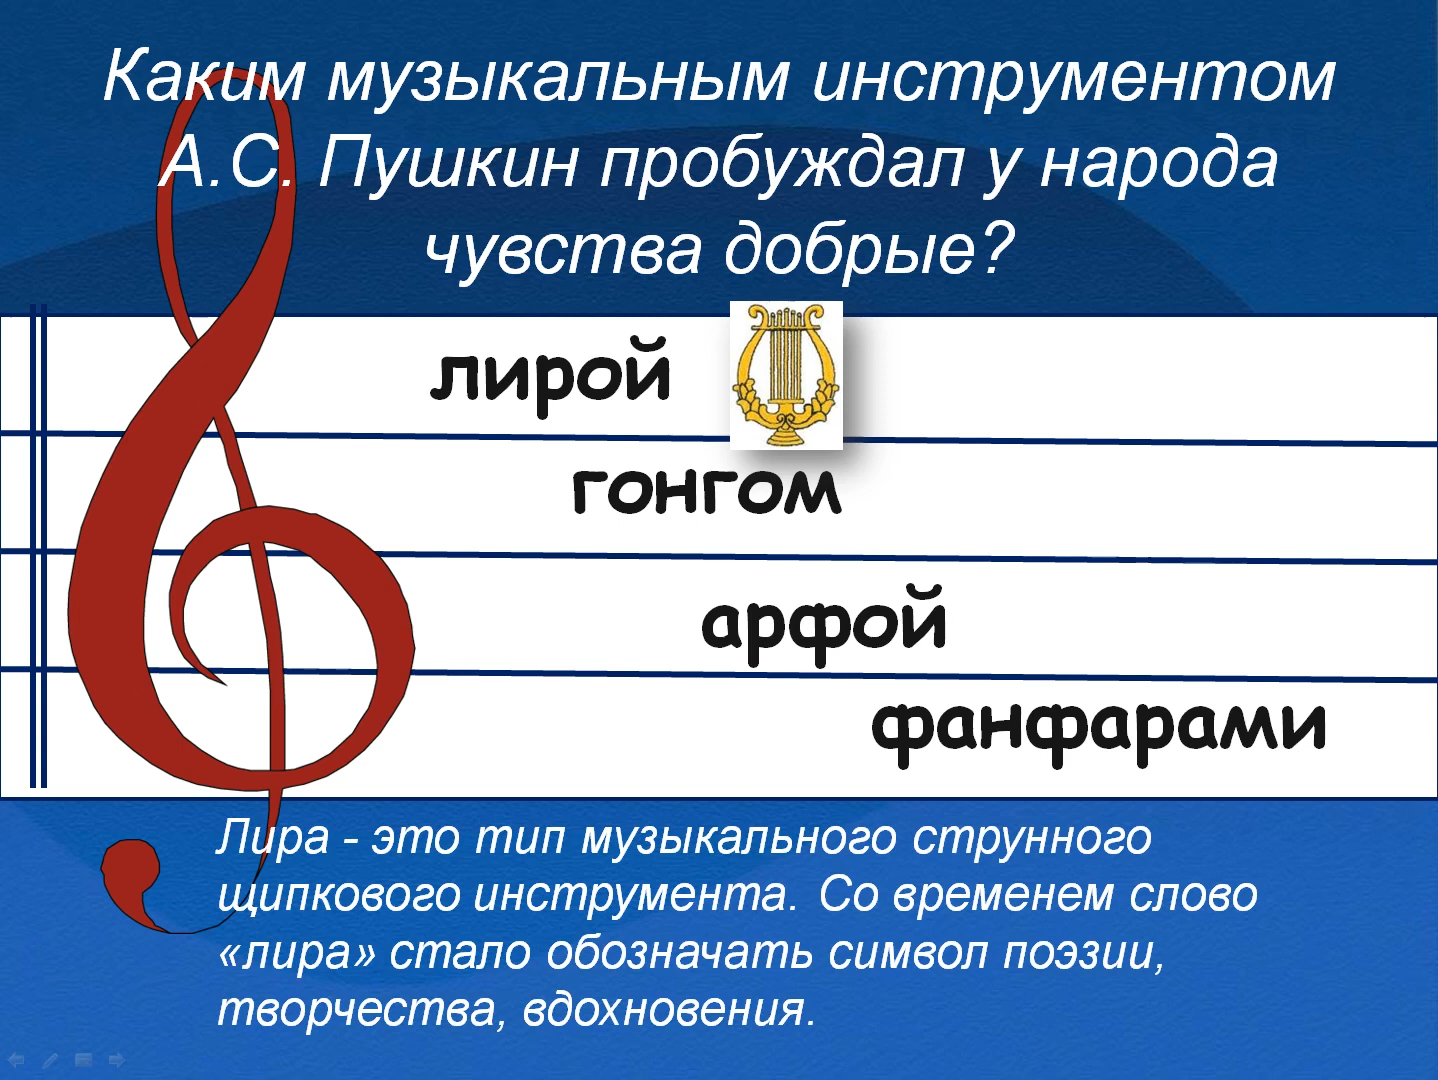 Каким музыкальным инструментом
А.С. Пушкин пробуждал у народа
чувства добрые?
лирой
гонгом
арфой
фанфарами
Лира - это тип музыкального струнного
щипкового инструмента. Со временем слово
«лира» стало обозначать символ поэзии,
творчества, вдохновения.